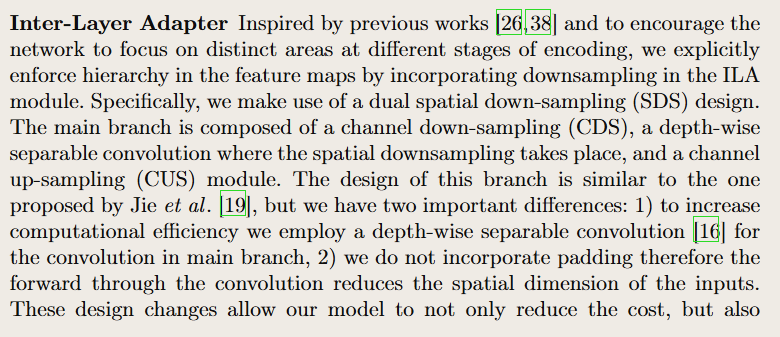 Inter-Layer Adapter Inspired by previous works [26,38] and to encourage the
network to focus on distinct areas at different stages of encoding, we explicitly
enforce hierarchy in the feature maps by incorporating downsampling in the ILA
module. Specifically, we make use of a dual spatial down-sampling (SDS) design.
The main branch is composed of a channel down-sampling (CDS), a depth-wise
separable convolution where the spatial downsampling takes place, and a channel
up-sampling (CUS) module. The design of this branch is similar to the one
proposed by Jie et al. [19], but we have two important differences: 1) to increase
computational efficiency we employ a depth-wise separable convolution [16] for
the convolution in main branch, 2) we do not incorporate padding therefore the
forward through the convolution reduces the spatial dimension of the inputs.
These design changes allow our model to not only reduce the cost, but also